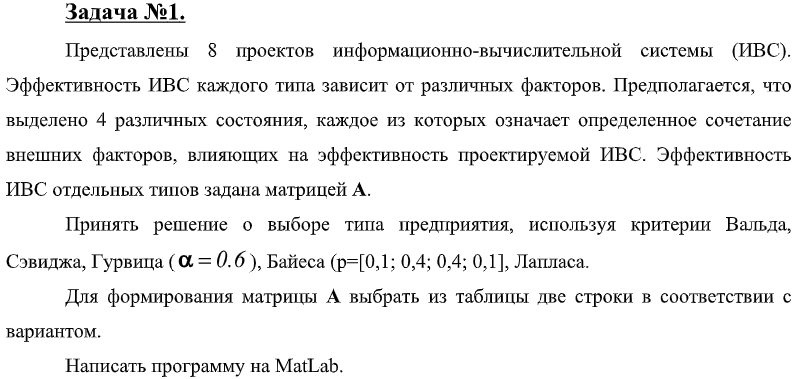 Задача №1.
Представлены 8 проектов информационно-вычислительной системы (ИВС).
Эффективность ИВС каждого типа зависит от различных факторов. Предполагается, что
выделено 4 различных состояния, каждое из которых означает определенное сочетание
внешних факторов, влияющих на эффективность проектируемой ИВС. Эффективность
ИВС отдельных типов задана матрицей А.
Принять решение о выборе типа предприятия, используя критерии Вальда,
Сэвиджа, Гурвица ( α = 0.6 ), Байеса (p=[0,1; 0,4; 0,4; 0,1], Лапласа.
Для формирования матрицы А выбрать из таблицы две строки в соответствии с
вариантом.
Написать программу на MatLab.